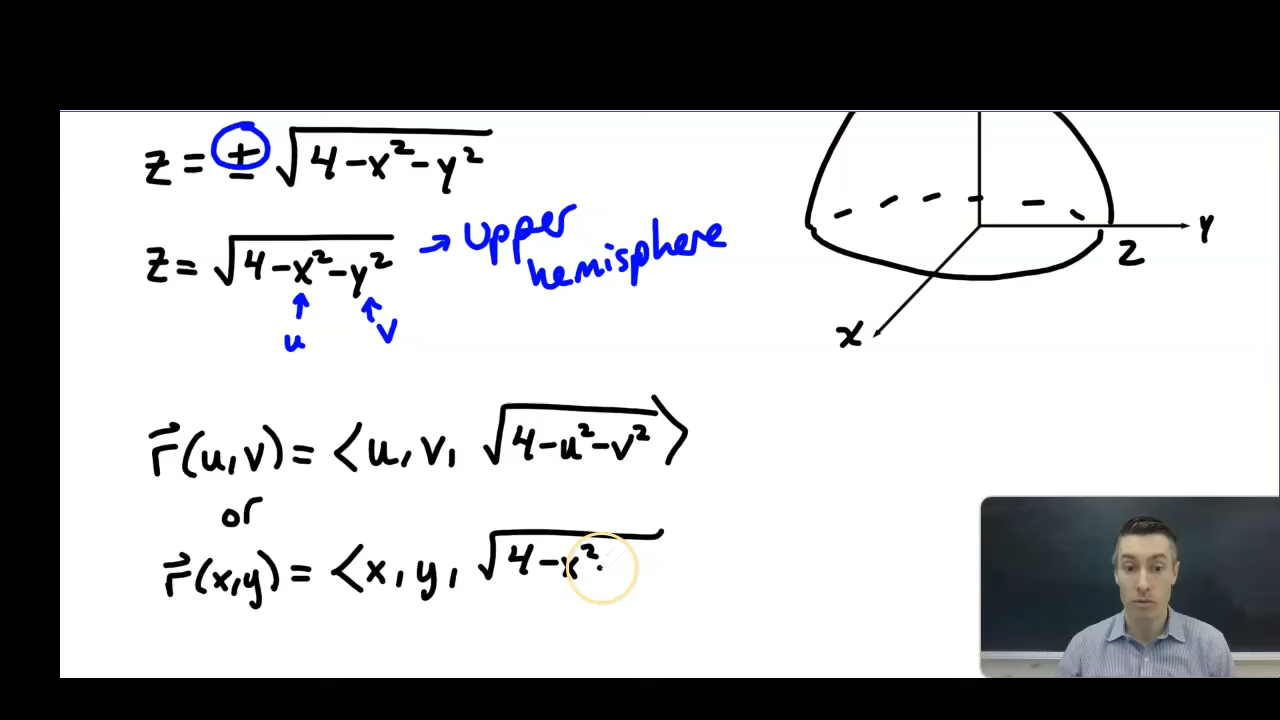 z = ± √(4 - x² - y²)
z = √(4 - x² - y²) → Upper hemisphere
u v
r⃗(u,v) = ⟨u, v, √(4 - u² - v²)⟩
or
r⃗(x,y) = ⟨x, y, √(4 - x²
y
2
x